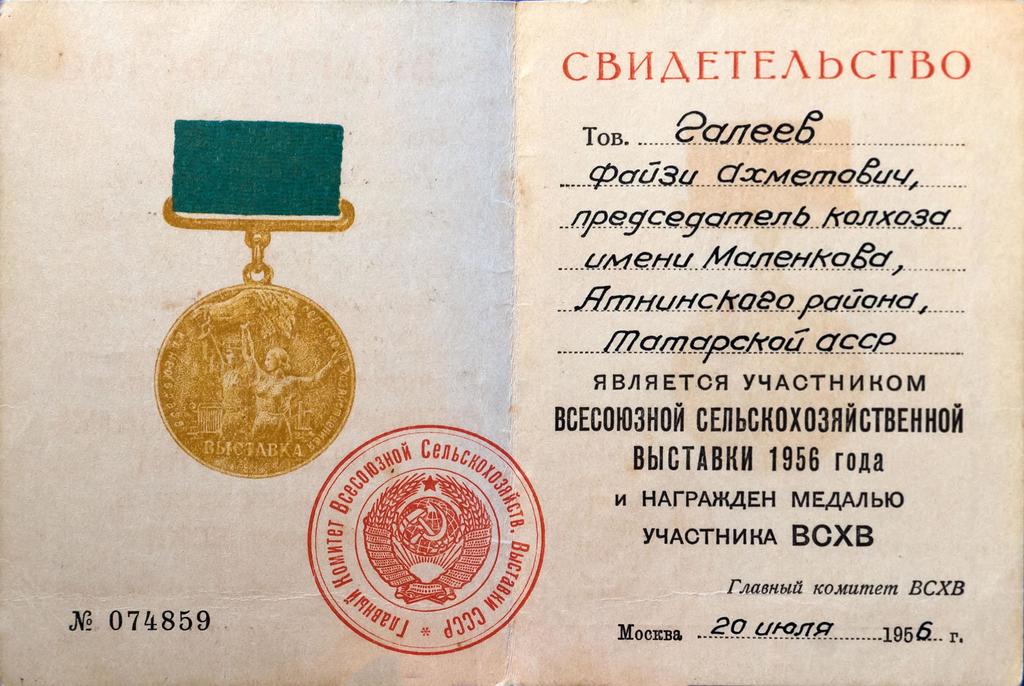 ВЫСТАВКА
Главный Комитет Всесоюзной Сельскохозяйств. Выставки СССР *
№ 074859
СВИДЕТЕЛЬСТВО
Тов. Галеев
Файзи Ахметович,
председатель колхоза
имени Маленкова,
Атнинского района,
Татарской АССР
ЯВЛЯЕТСЯ УЧАСТНИКОМ
ВСЕСОЮЗНОЙ СЕЛЬСКОХОЗЯЙСТВЕННОЙ
ВЫСТАВКИ 1956 года
и НАГРАЖДЕН МЕДАЛЬЮ
УЧАСТНИКА ВСХВ
Главный комитет ВСХВ
Москва 20 июля 1956 г.